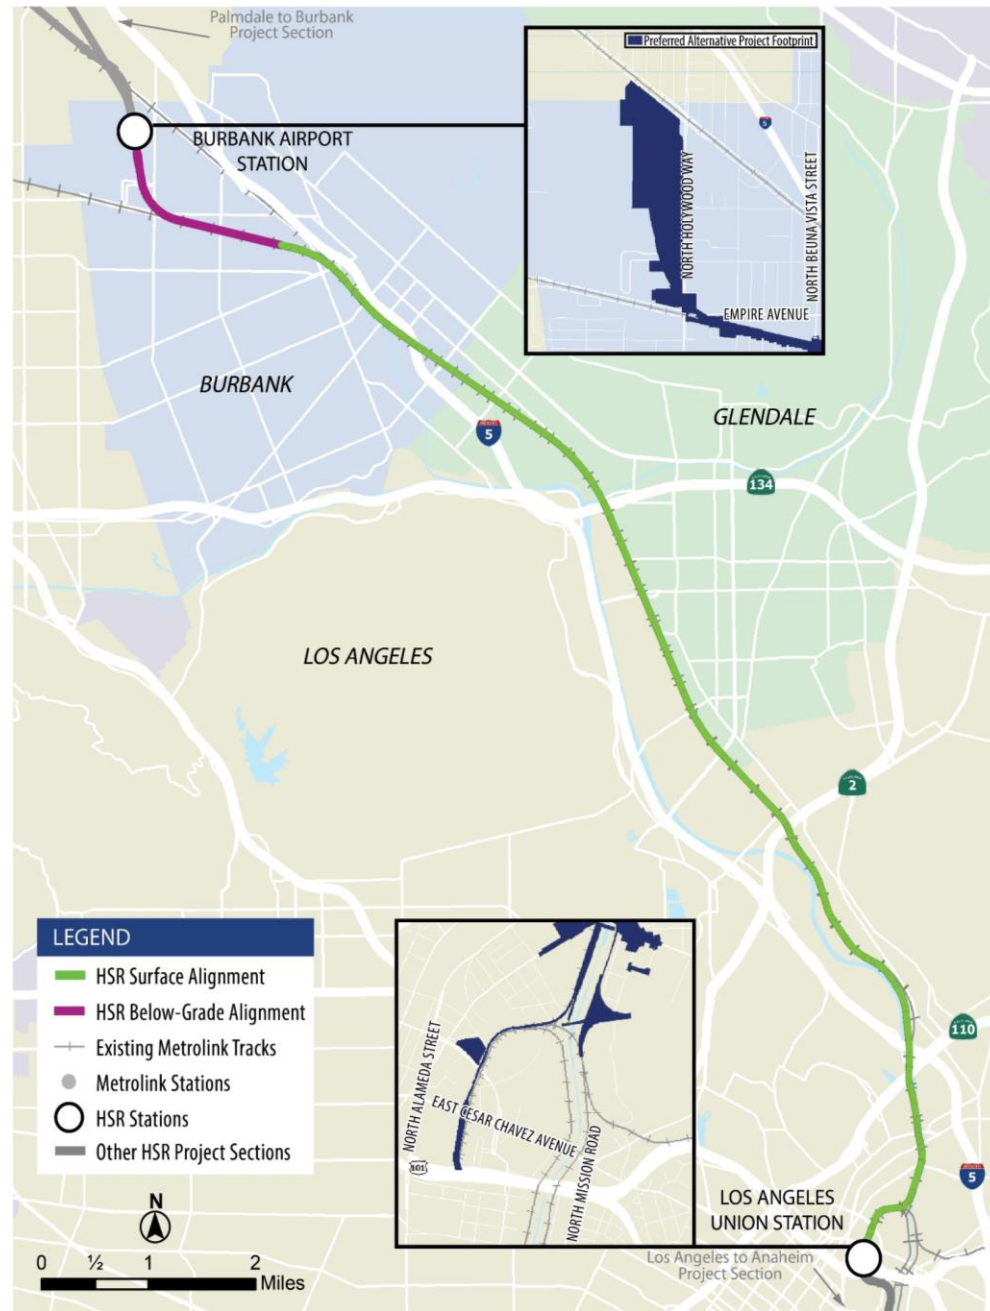 Palmdale to Burbank
Project Section
Preferred Alternative Project Footprint
BURBANK AIRPORT
STATION
5
NORTH HOLYWOOD WAY
NORTH BEUNA VISTA STREET
EMPIRE AVENUE
BURBANK
GLENDALE
5
134
LOS ANGELES
2
LEGEND
HSR Surface Alignment
HSR Below-Grade Alignment
Existing Metrolink Tracks
Metrolink Stations
HSR Stations
Other HSR Project Sections
N
0 ½ 1 2
Miles
NORTH ALAMEDA STREET
EAST CESAR CHAVEZ AVENUE
NORTH MISSION ROAD
101
110
5
LOS ANGELES
UNION STATION
Los Angeles to Anaheim
Project Section